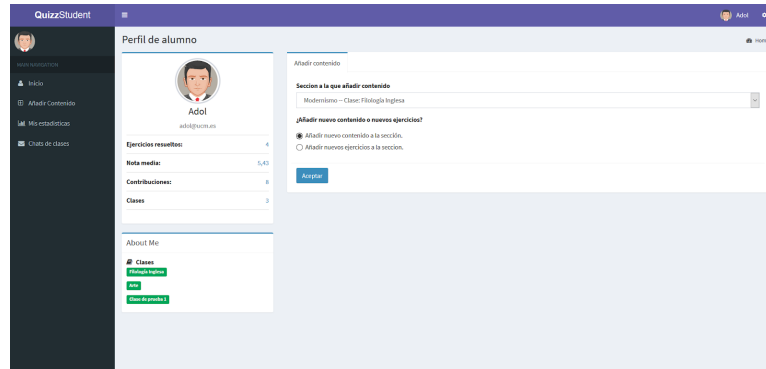 QuizzStudent
Adol
Perfil de alumno
Hom
MAIN NAVIGATION
Inicio
Añadir Contenido
Mis estadisticas
Chats de clases
Adol
adol@ucm.es
Ejercicios resueltos: 4
Nota media: 5,43
Contribuciones: 8
Clases 3
About Me
Clases
Filología Inglesa
Arte
Clase de prueba 1
Añadir contenido
Seccion a la que añadir contenido
Modernismo -- Clase: Filología Inglesa
¿Añadir nuevo contenido o nuevos ejercicios?
Añadir nuevo contenido a la sección.
Añadir nuevos ejercicios a la seccion.
Aceptar